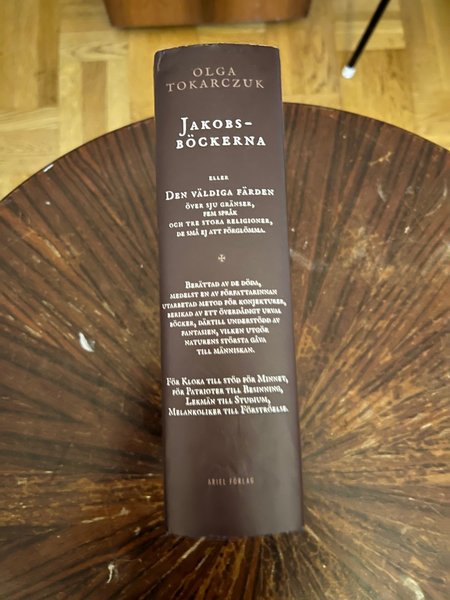 OLGA
TOKARCZUK
JAKOBS-
BÖCKERNA
ELLER
DEN VÄLDIGA FÄRDEN
ÖVER SJU GRÄNSER,
FEM SPRÅK
OCH TRE STORA RELIGIONER,
DE SMÅ EJ ATT FÖRGLÖMMA.
BERÄTTAD AV DE DÖDA,
MEDELST EN AV FÖRFATTARINNAN
UTARBETAD METOD FÖR KONJEKTURER,
BERIKAD AV ETT ÖVERDÅDIGT URVAL
BÖCKER, DÄRTILL UNDERSTÖDD AV
FANTASIEN, VILKEN UTGÖR
NATURENS STÖRSTA GÅVA
TILL MÄNNISKAN.
FÖR KLOKA TILL STÖD FÖR MINNET,
FÖR PATRIOTER TILL BESINNING,
LEKMÄN TILL STUDIUM,
MELANKOLIKER TILL FÖRSTRÖELSE.
ARIEL FÖRLAG